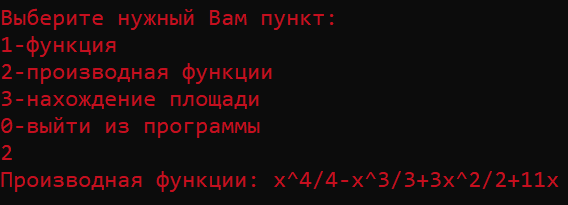 Выберите нужный Вам пункт:
1-функция
2-производная функции
3-нахождение площади
0-выйти из программы
2
Производная функции: x^4/4-x^3/3+3x^2/2+11x